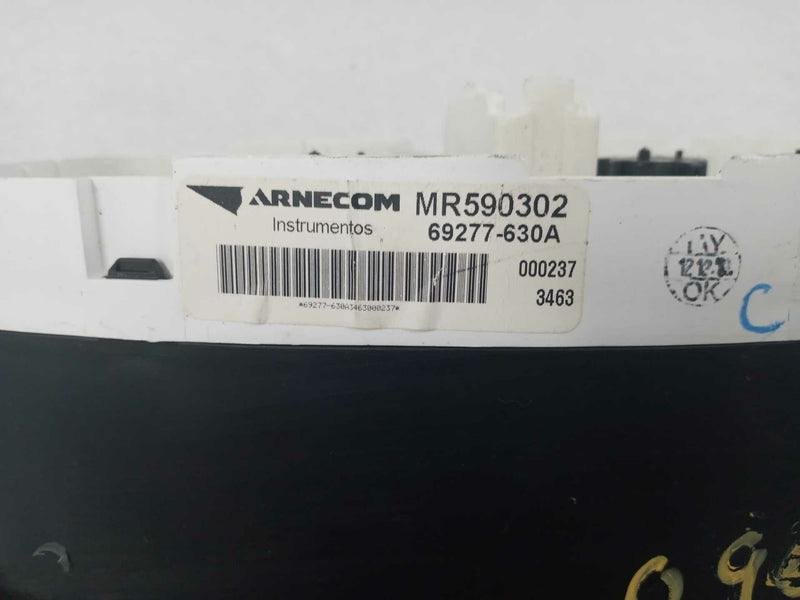 ARNECOM MR590302
Instrumentos 69277-630A
000237
3463
*69277-630A3463000237*
OK
C